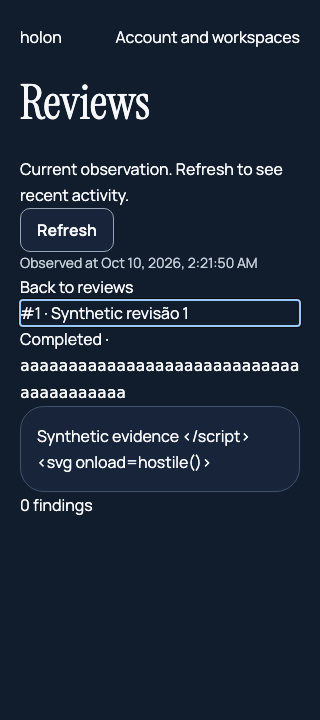 holon Account and workspaces
Reviews
Current observation. Refresh to see
recent activity.
Refresh
Observed at Oct 10, 2026, 2:21:50 AM
Back to reviews
#1 · Synthetic revisão 1
Completed ·
aaaaaaaaaaaaaaaaaaaaaaaaaaaaa
aaaaaaaaaaa
Synthetic evidence </script>
<svg onload=hostile()>
0 findings